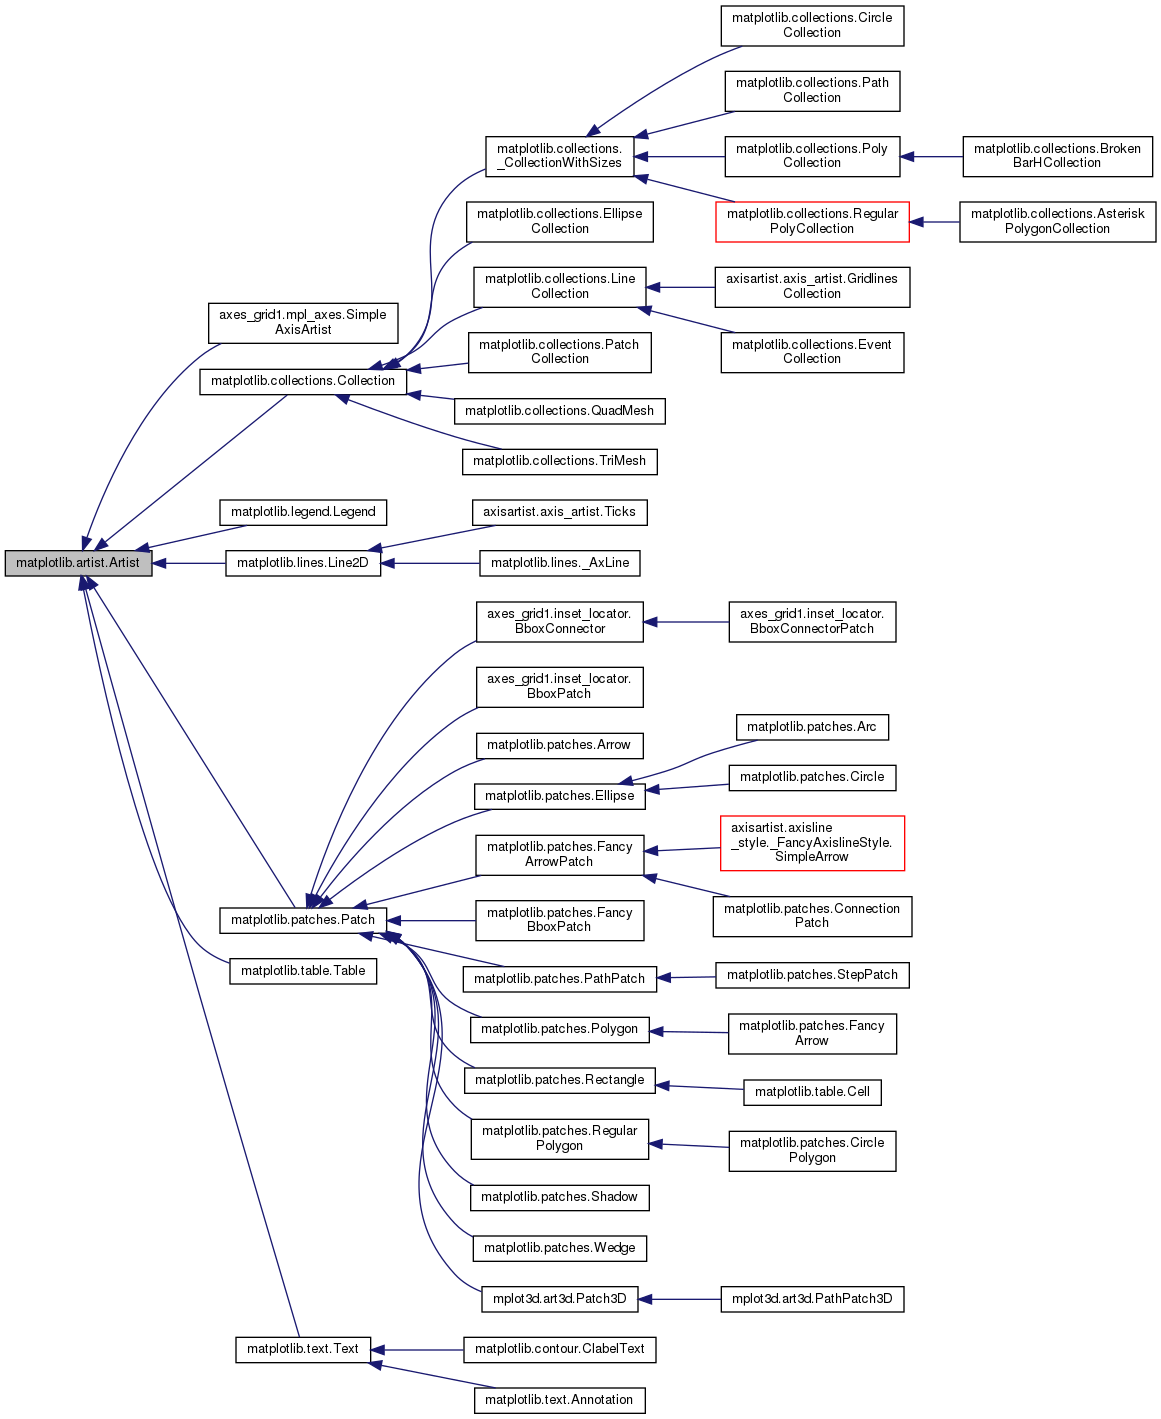 matplotlib.collections.Circle
Collection
matplotlib.collections.Path
Collection
matplotlib.collections.
_CollectionWithSizes
matplotlib.collections.Poly
Collection
matplotlib.collections.Broken
BarHCollection
matplotlib.collections.Ellipse
Collection
matplotlib.collections.Regular
PolyCollection
matplotlib.collections.Asterisk
PolygonCollection
matplotlib.collections.Line
Collection
axisartist.axis_artist.Gridlines
Collection
axes_grid1.mpl_axes.Simple
AxisArtist
matplotlib.collections.Patch
Collection
matplotlib.collections.Event
Collection
matplotlib.collections.Collection
matplotlib.collections.QuadMesh
matplotlib.collections.TriMesh
matplotlib.legend.Legend
axisartist.axis_artist.Ticks
matplotlib.artist.Artist
matplotlib.lines.Line2D
matplotlib.lines._AxLine
axes_grid1.inset_locator.
BboxConnector
axes_grid1.inset_locator.
BboxConnectorPatch
axes_grid1.inset_locator.
BboxPatch
matplotlib.patches.Arc
matplotlib.patches.Arrow
matplotlib.patches.Circle
matplotlib.patches.Ellipse
matplotlib.patches.Fancy
ArrowPatch
axisartist.axisline
_style._FancyAxislineStyle.
SimpleArrow
matplotlib.patches.Patch
matplotlib.patches.Fancy
BboxPatch
matplotlib.patches.Connection
Patch
matplotlib.table.Table
matplotlib.patches.PathPatch
matplotlib.patches.StepPatch
matplotlib.patches.Polygon
matplotlib.patches.Fancy
Arrow
matplotlib.patches.Rectangle
matplotlib.table.Cell
matplotlib.patches.Regular
Polygon
matplotlib.patches.Circle
Polygon
matplotlib.patches.Shadow
matplotlib.patches.Wedge
mplot3d.art3d.Patch3D
mplot3d.art3d.PathPatch3D
matplotlib.text.Text
matplotlib.contour.ClabelText
matplotlib.text.Annotation